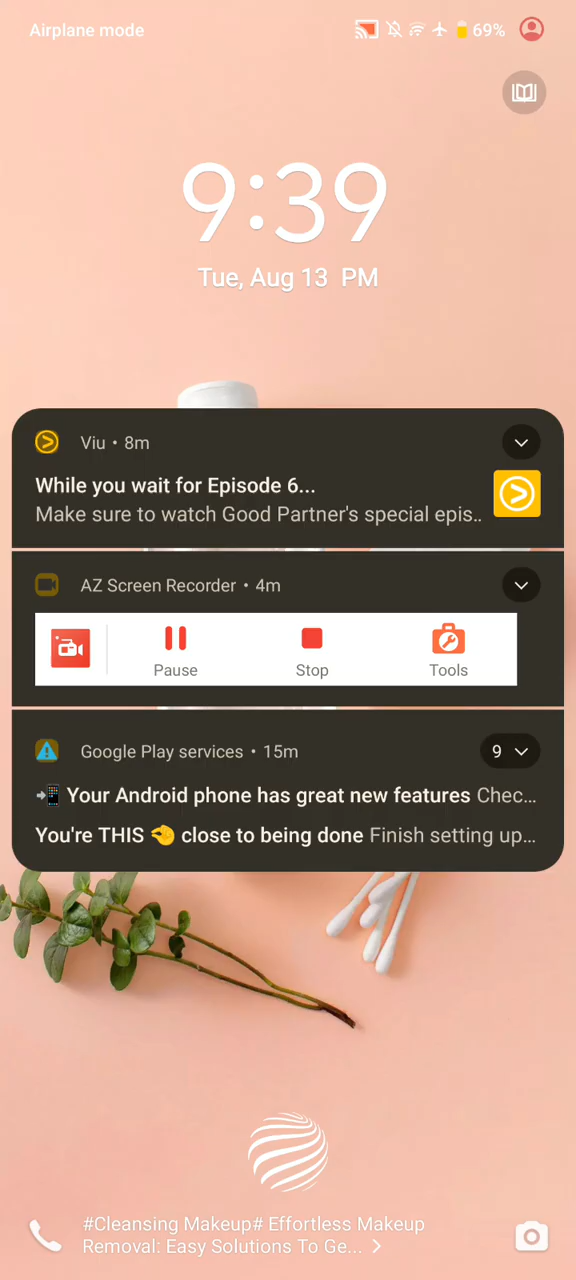 Airplane mode
69%
9:39
Tue, Aug 13 PM
Viu • 8m
While you wait for Episode 6...
Make sure to watch Good Partner's special epis..
AZ Screen Recorder • 4m
Pause Stop Tools
Google Play services • 15m
9
📲 Your Android phone has great new features Chec...
You're THIS 🤏 close to being done Finish setting up...
#Cleansing Makeup# Effortless Makeup
Removal: Easy Solutions To Ge...